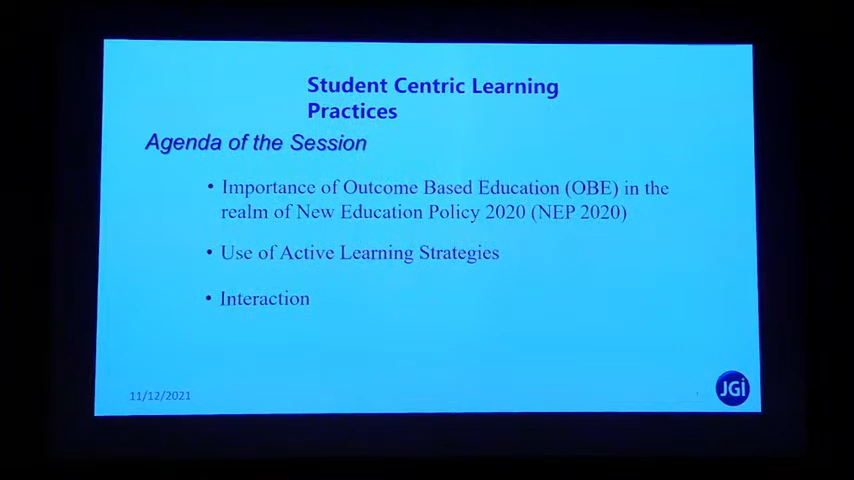 Student Centric Learning
Practices
Agenda of the Session
• Importance of Outcome Based Education (OBE) in the
realm of New Education Policy 2020 (NEP 2020)
• Use of Active Learning Strategies
• Interaction
11/12/2021
JGi